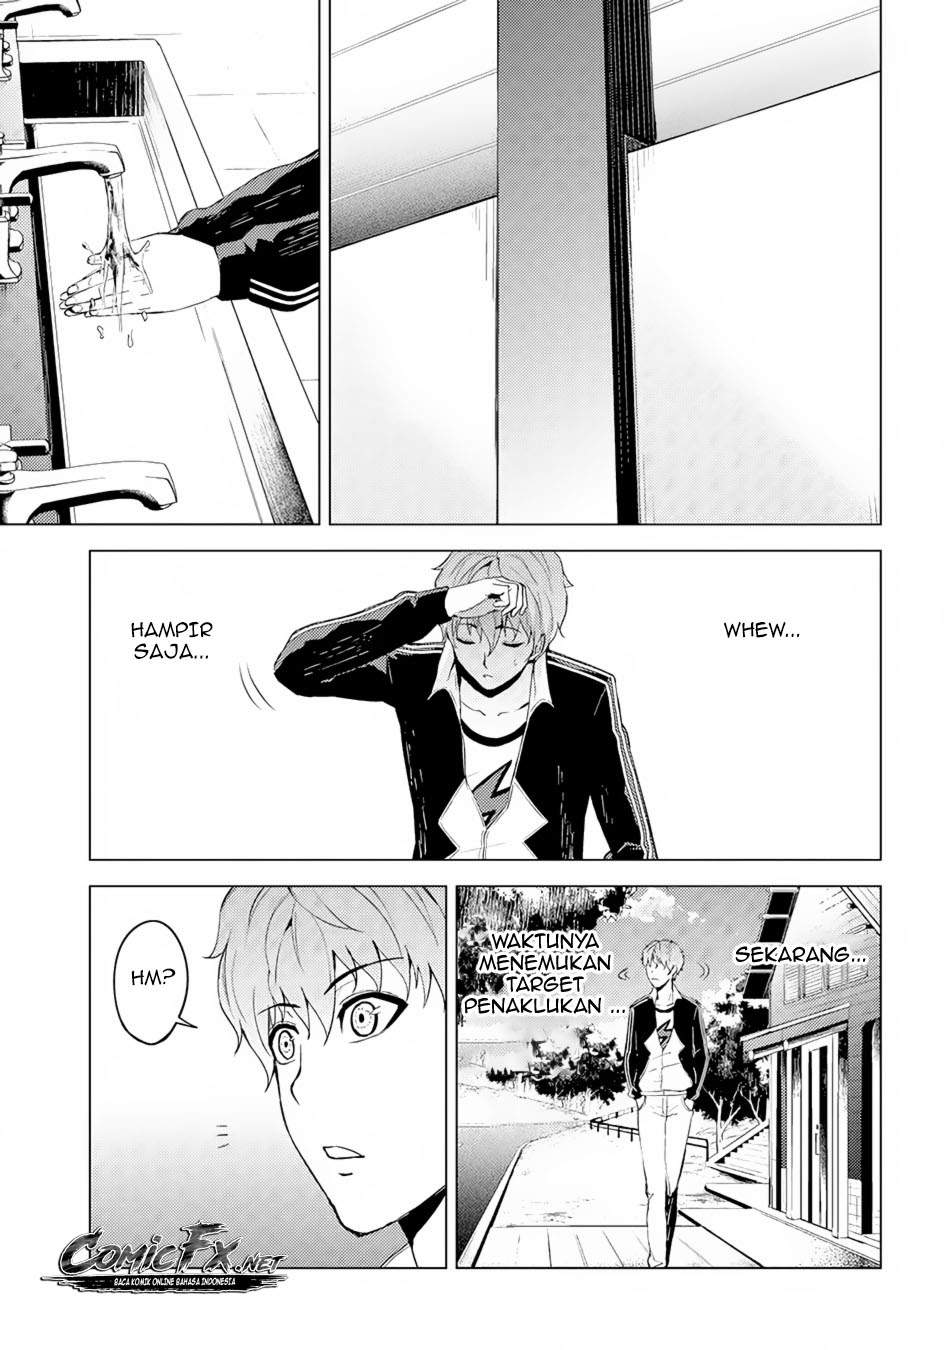 WHEW...
HAMPIR
SAJA...
SEKARANG...
WAKTUNYA
MENEMUKAN
TARGET
PENAKLUKAN ...
HM?
COMICFX.NET
BACA KOMIK ONLINE BAHASA INDONESIA